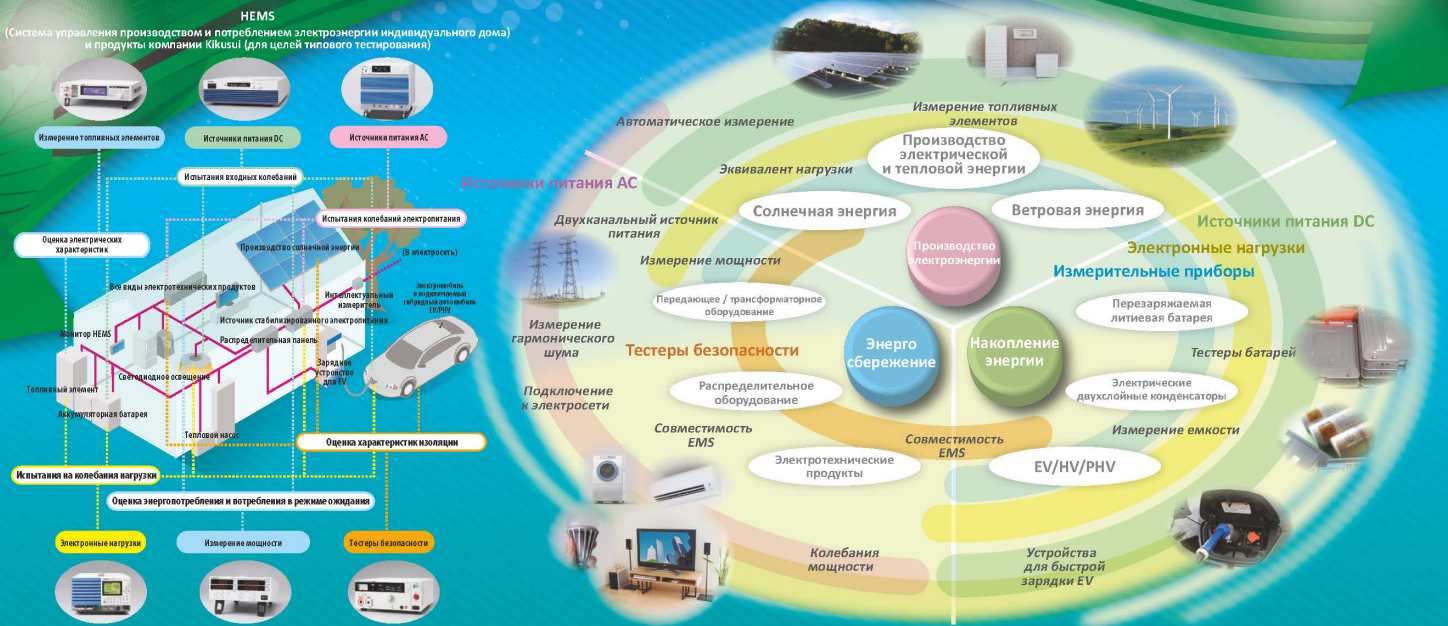 HEMS
(Система управления производством и потреблением электроэнергии индивидуального дома)
и продукты компании Kikusui (для целей типового тестирования)
Измерение топливных элементов
Источники питания DC
Источники питания AC
Испытания входных колебаний
Испытания колебаний электропитания
Оценка электрических
характеристик
Производство солнечной энергии
(В электросеть)
Все виды электротехнических продуктов
Интеллектуальный
измеритель
Электромобиль
и подключаемый
гибридный автомобиль
EV/PHV
Источник стабилизированного электропитания
Монитор HEMS
Распределительная панель
Светодиодное освещение
Зарядное
устройство
для EV
Топливный элемент
Аккумуляторная батарея
Тепловой насос
Оценка характеристик изоляции
Испытания на колебания нагрузки
Оценка энергопотребления и потребления в режиме ожидания
Электронные нагрузки
Измерение мощности
Тестеры безопасности
Автоматическое измерение
Измерение топливных
элементов
Производство
электрической
и тепловой энергии
Эквивалент нагрузки
Источники питания AC
Солнечная энергия
Ветровая энергия
Двухканальный источник
питания
Источники питания DC
Электронные нагрузки
Измерительные приборы
Производство
электроэнергии
Измерение мощности
Передающее / трансформаторное
оборудование
Перезаряжаемая
литиевая батарея
Измерение
гармонического
шума
Тестеры безопасности
Энерго
сбережение
Накопление
энергии
Тестеры батарей
Подключение
к электросети
Распределительное
оборудование
Электрические
двухслойные конденсаторы
Совместимость
EMS
Совместимость
EMS
Измерение емкости
Электротехнические
продукты
EV/HV/PHV
Колебания
мощности
Устройства
для быстрой
зарядки EV